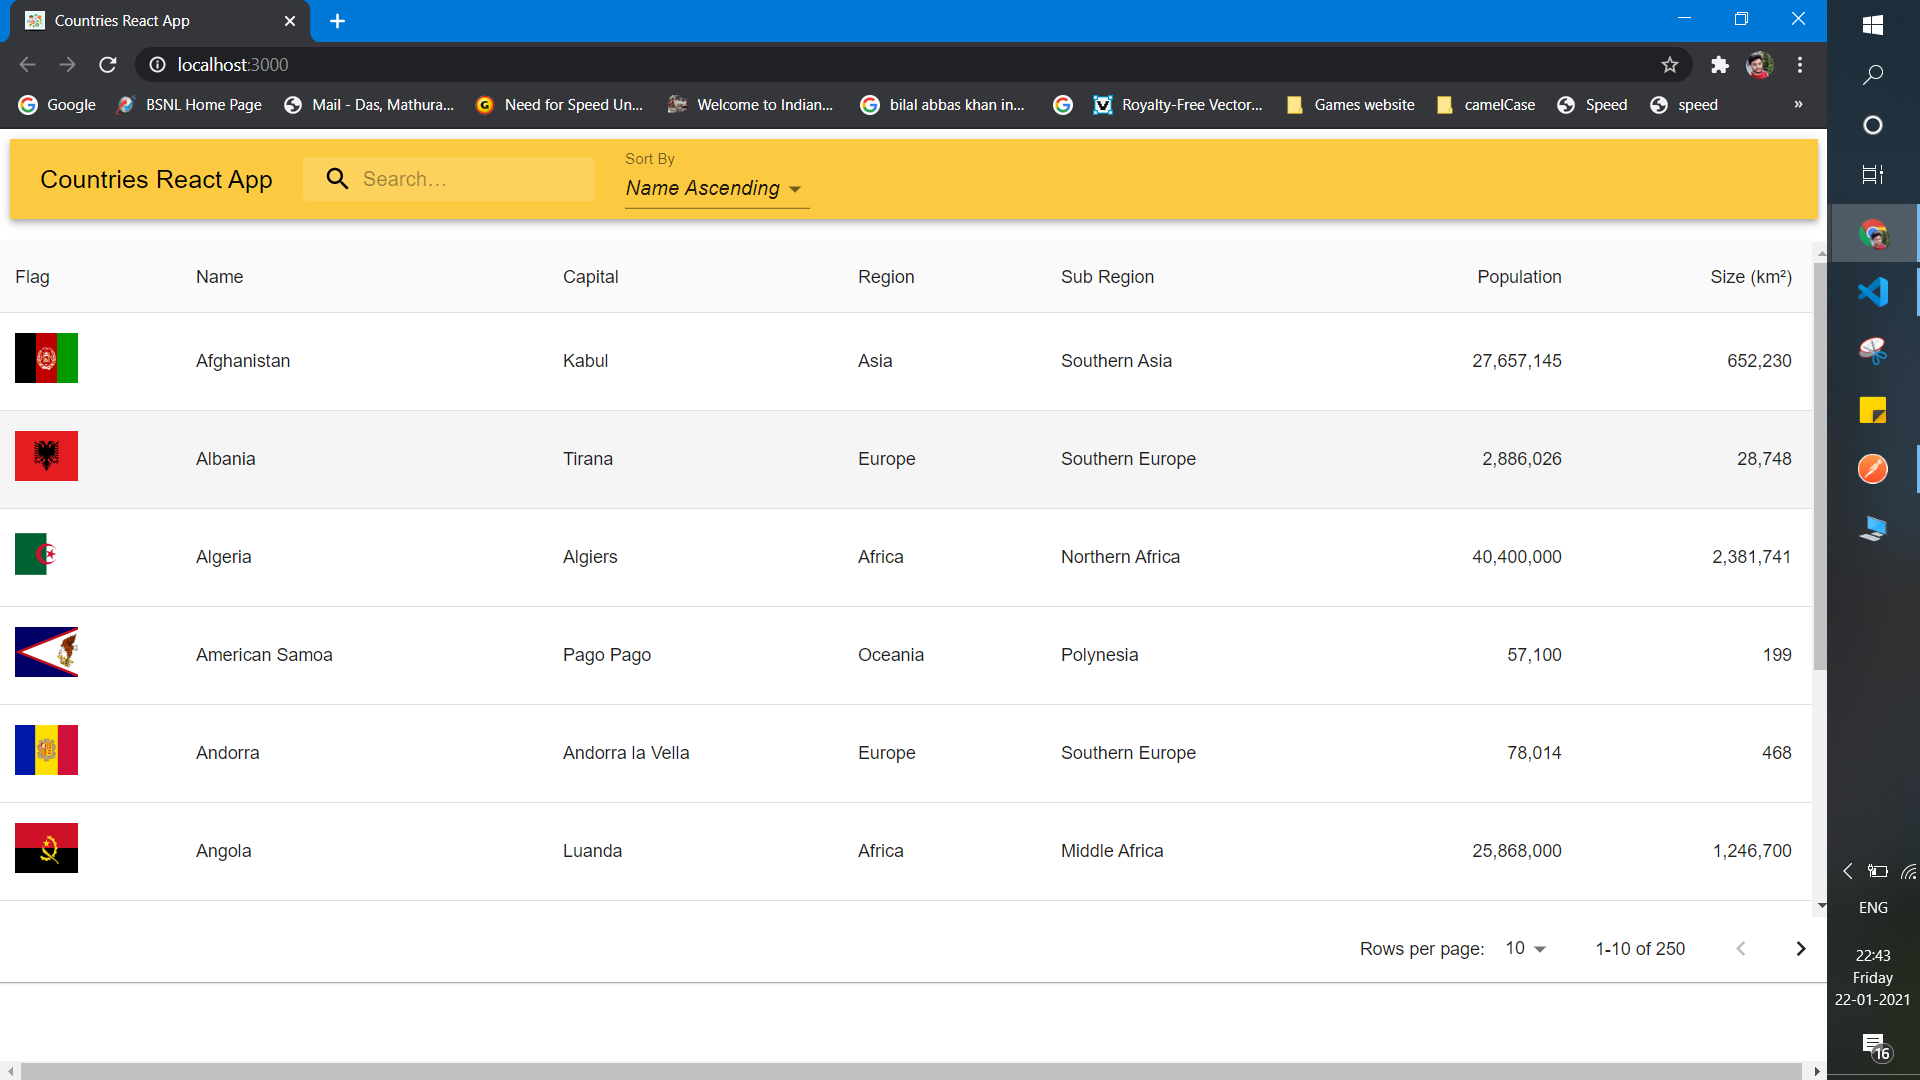 Countries React App
localhost:3000
Google BSNL Home Page Mail - Das, Mathura... Need for Speed Un... Welcome to Indian... bilal abbas khan in... Royalty-Free Vector... Games website camelCase Speed speed »
Countries React App Search... Sort By
Name Ascending
Flag Name Capital Region Sub Region Population Size (km²)
Afghanistan Kabul Asia Southern Asia 27,657,145 652,230
Albania Tirana Europe Southern Europe 2,886,026 28,748
Algeria Algiers Africa Northern Africa 40,400,000 2,381,741
American Samoa Pago Pago Oceania Polynesia 57,100 199
Andorra Andorra la Vella Europe Southern Europe 78,014 468
Angola Luanda Africa Middle Africa 25,868,000 1,246,700
Rows per page: 10 1-10 of 250
ENG
22:43
Friday
22-01-2021
16